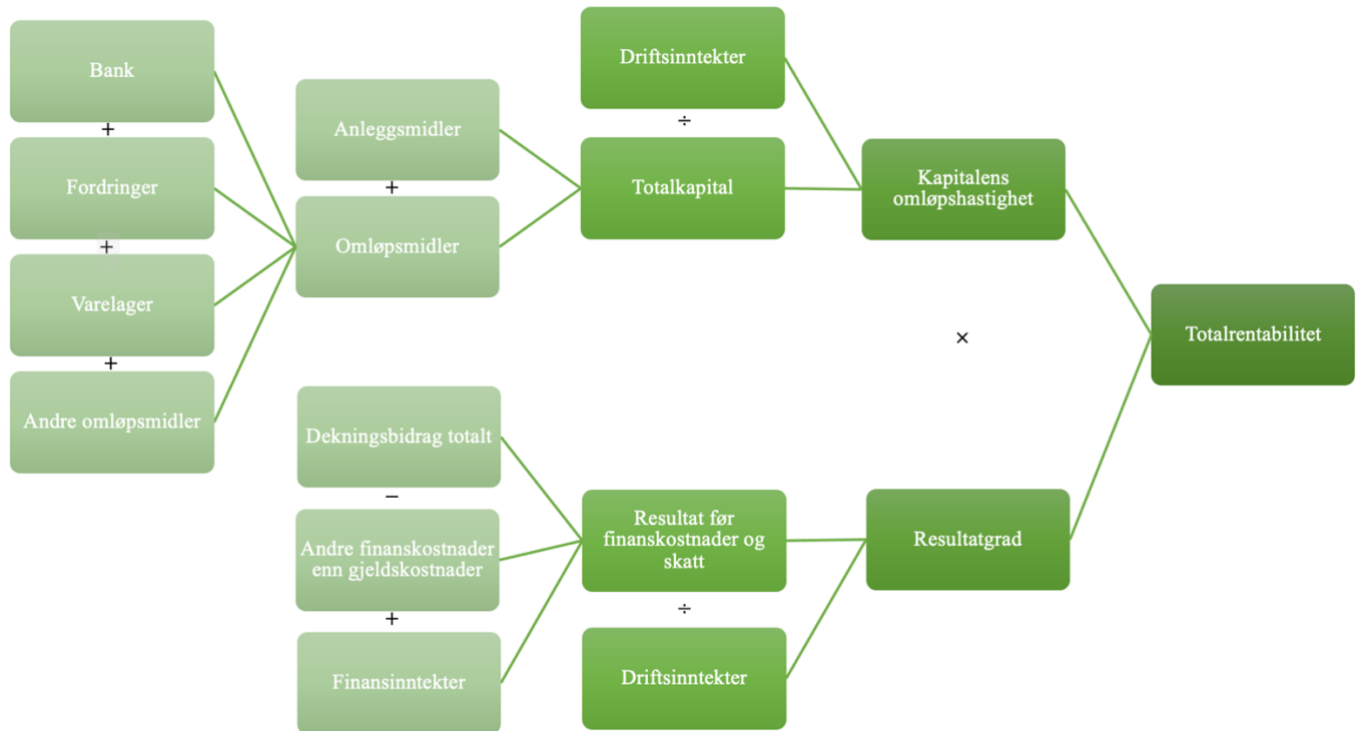 Bank
+
Fordringer
+
Varelager
+
Andre omløpsmidler
Anleggsmidler
+
Omløpsmidler
Driftsinntekter
÷
Totalkapital
Kapitalens
omløpshastighet
×
Totalrentabilitet
Dekningsbidrag totalt
−
Andre finanskostnader
enn gjeldskostnader
+
Finansinntekter
Resultat før
finanskostnader og
skatt
÷
Driftsinntekter
Resultatgrad